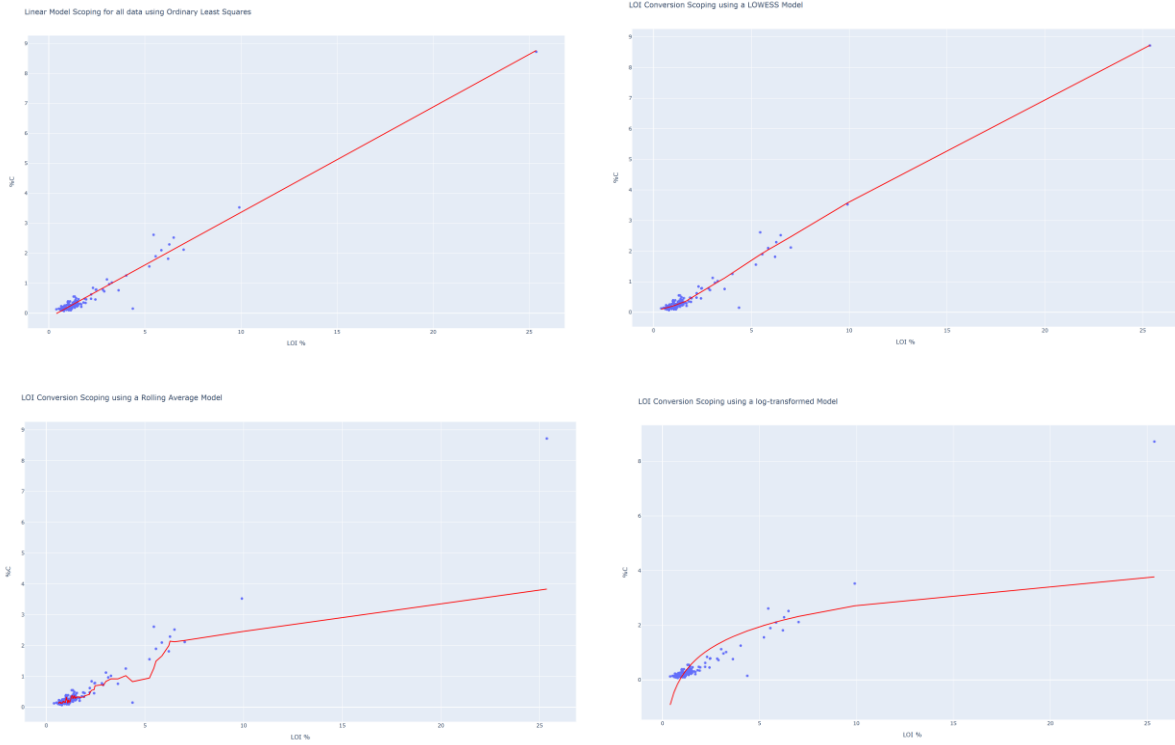 Linear Model Scoping for all data using Ordinary Least Squares
9
8
7
6
5
4
3
2
1
0
%C
0 5 10 15 20 25
LOI %
LOI Conversion Scoping using a LOWESS Model
9
8
7
6
5
4
3
2
1
0
%C
0 5 10 15 20 25
LOI %
LOI Conversion Scoping using a Rolling Average Model
9
8
7
6
5
4
3
2
1
0
%C
0 5 10 15 20 25
LOI %
LOI Conversion Scoping using a log-transformed Model
8
6
4
2
0
%C
0 5 10 15 20 25
LOI %